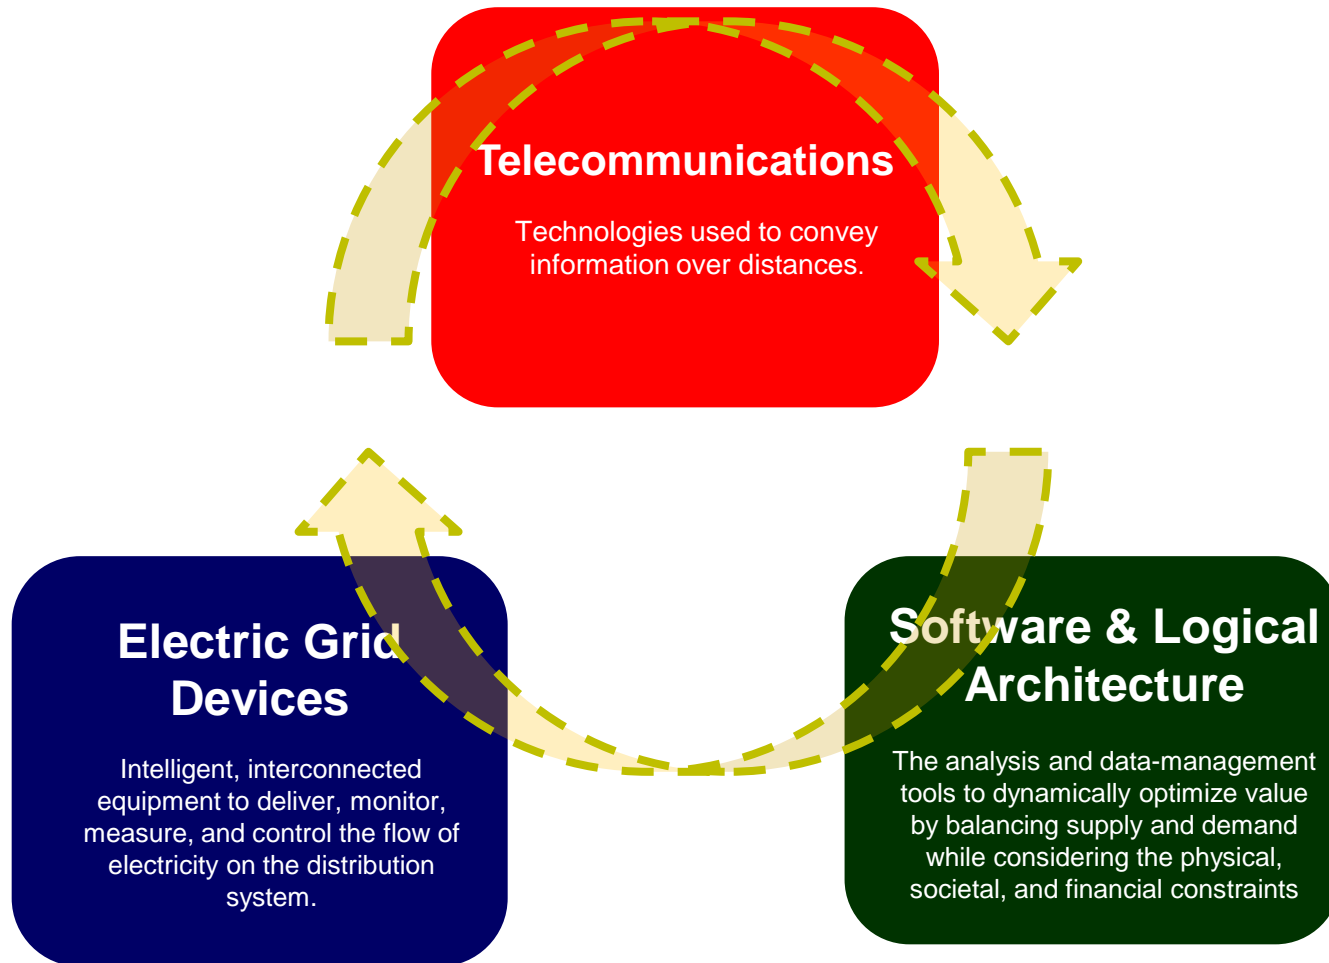 Telecommunications
Technologies used to convey
information over distances.
Electric Grid
Devices
Intelligent, interconnected
equipment to deliver, monitor,
measure, and control the flow of
electricity on the distribution
system.
Software & Logical
Architecture
The analysis and data-management
tools to dynamically optimize value
by balancing supply and demand
while considering the physical,
societal, and financial constraints